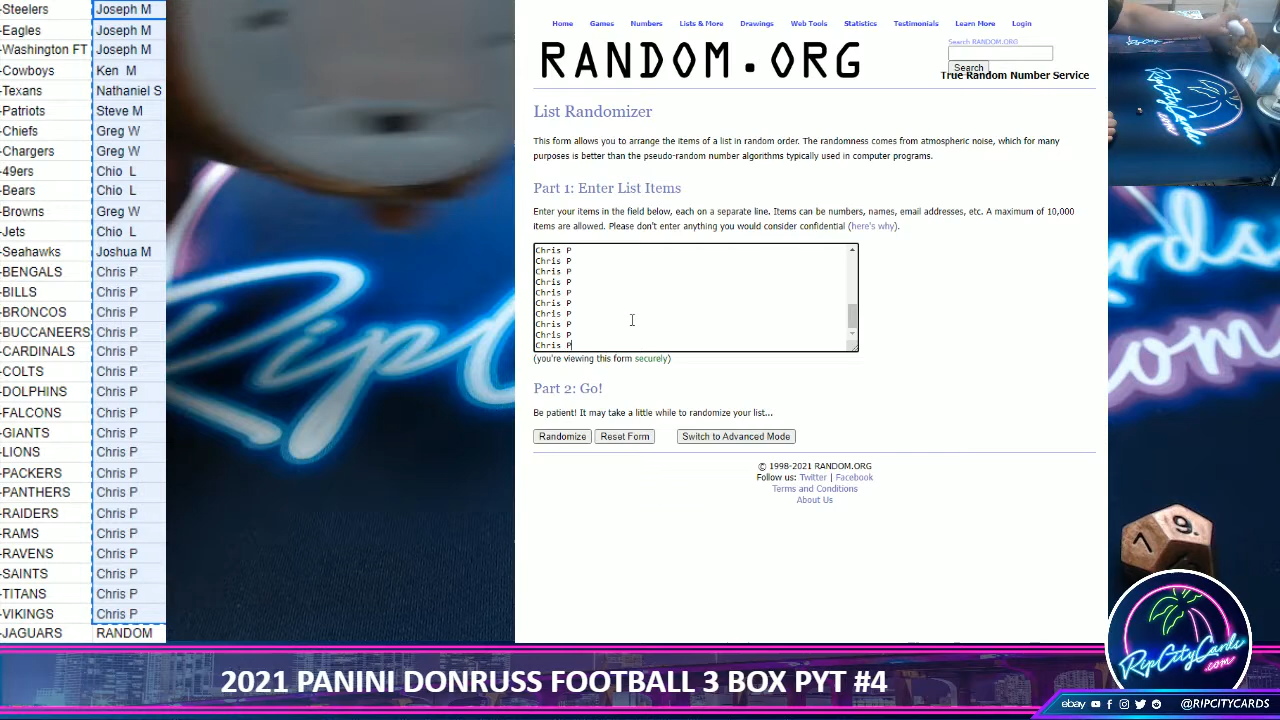 -Steelers Joseph M
-Eagles Joseph M
-Washington FT Joseph M
-Cowboys Ken M
-Texans Nathaniel S
-Patriots Steve M
-Chiefs Greg W
-Chargers Greg W
-49ers Chio L
-Bears Chio L
-Browns Greg W
-Jets Chio L
-Seahawks Joshua M
-BENGALS Chris P
-BILLS Chris P
-BRONCOS Chris P
-BUCCANEERS Chris P
-CARDINALS Chris P
-COLTS Chris P
-DOLPHINS Chris P
-FALCONS Chris P
-GIANTS Chris P
-LIONS Chris P
-PACKERS Chris P
-PANTHERS Chris P
-RAIDERS Chris P
-RAMS Chris P
-RAVENS Chris P
-SAINTS Chris P
-TITANS Chris P
-VIKINGS Chris P
-JAGUARS RANDOM
Home Games Numbers Lists & More Drawings Web Tools Statistics Testimonials Learn More Login
RANDOM.ORG
Search RANDOM.ORG
Search
True Random Number Service
List Randomizer
This form allows you to arrange the items of a list in random order. The randomness comes from atmospheric noise, which for many
purposes is better than the pseudo-random number algorithms typically used in computer programs.
Part 1: Enter List Items
Enter your items in the field below, each on a separate line. Items can be numbers, names, email addresses, etc. A maximum of 10,000
items are allowed. Please don't enter anything you would consider confidential (here's why).
Chris P
Chris P
Chris P
Chris P
Chris P
Chris P
Chris P
Chris P
Chris P
Chris P
(you're viewing this form securely)
Part 2: Go!
Be patient! It may take a little while to randomize your list...
Randomize Reset Form Switch to Advanced Mode
© 1998-2021 RANDOM.ORG
Follow us: Twitter | Facebook
Terms and Conditions
About Us
7 9.
RipCityCards
.com
2021 PANINI DONRUSS FOOTBALL 3 BOX PYT #4
ebay @RIPCITYCARDS